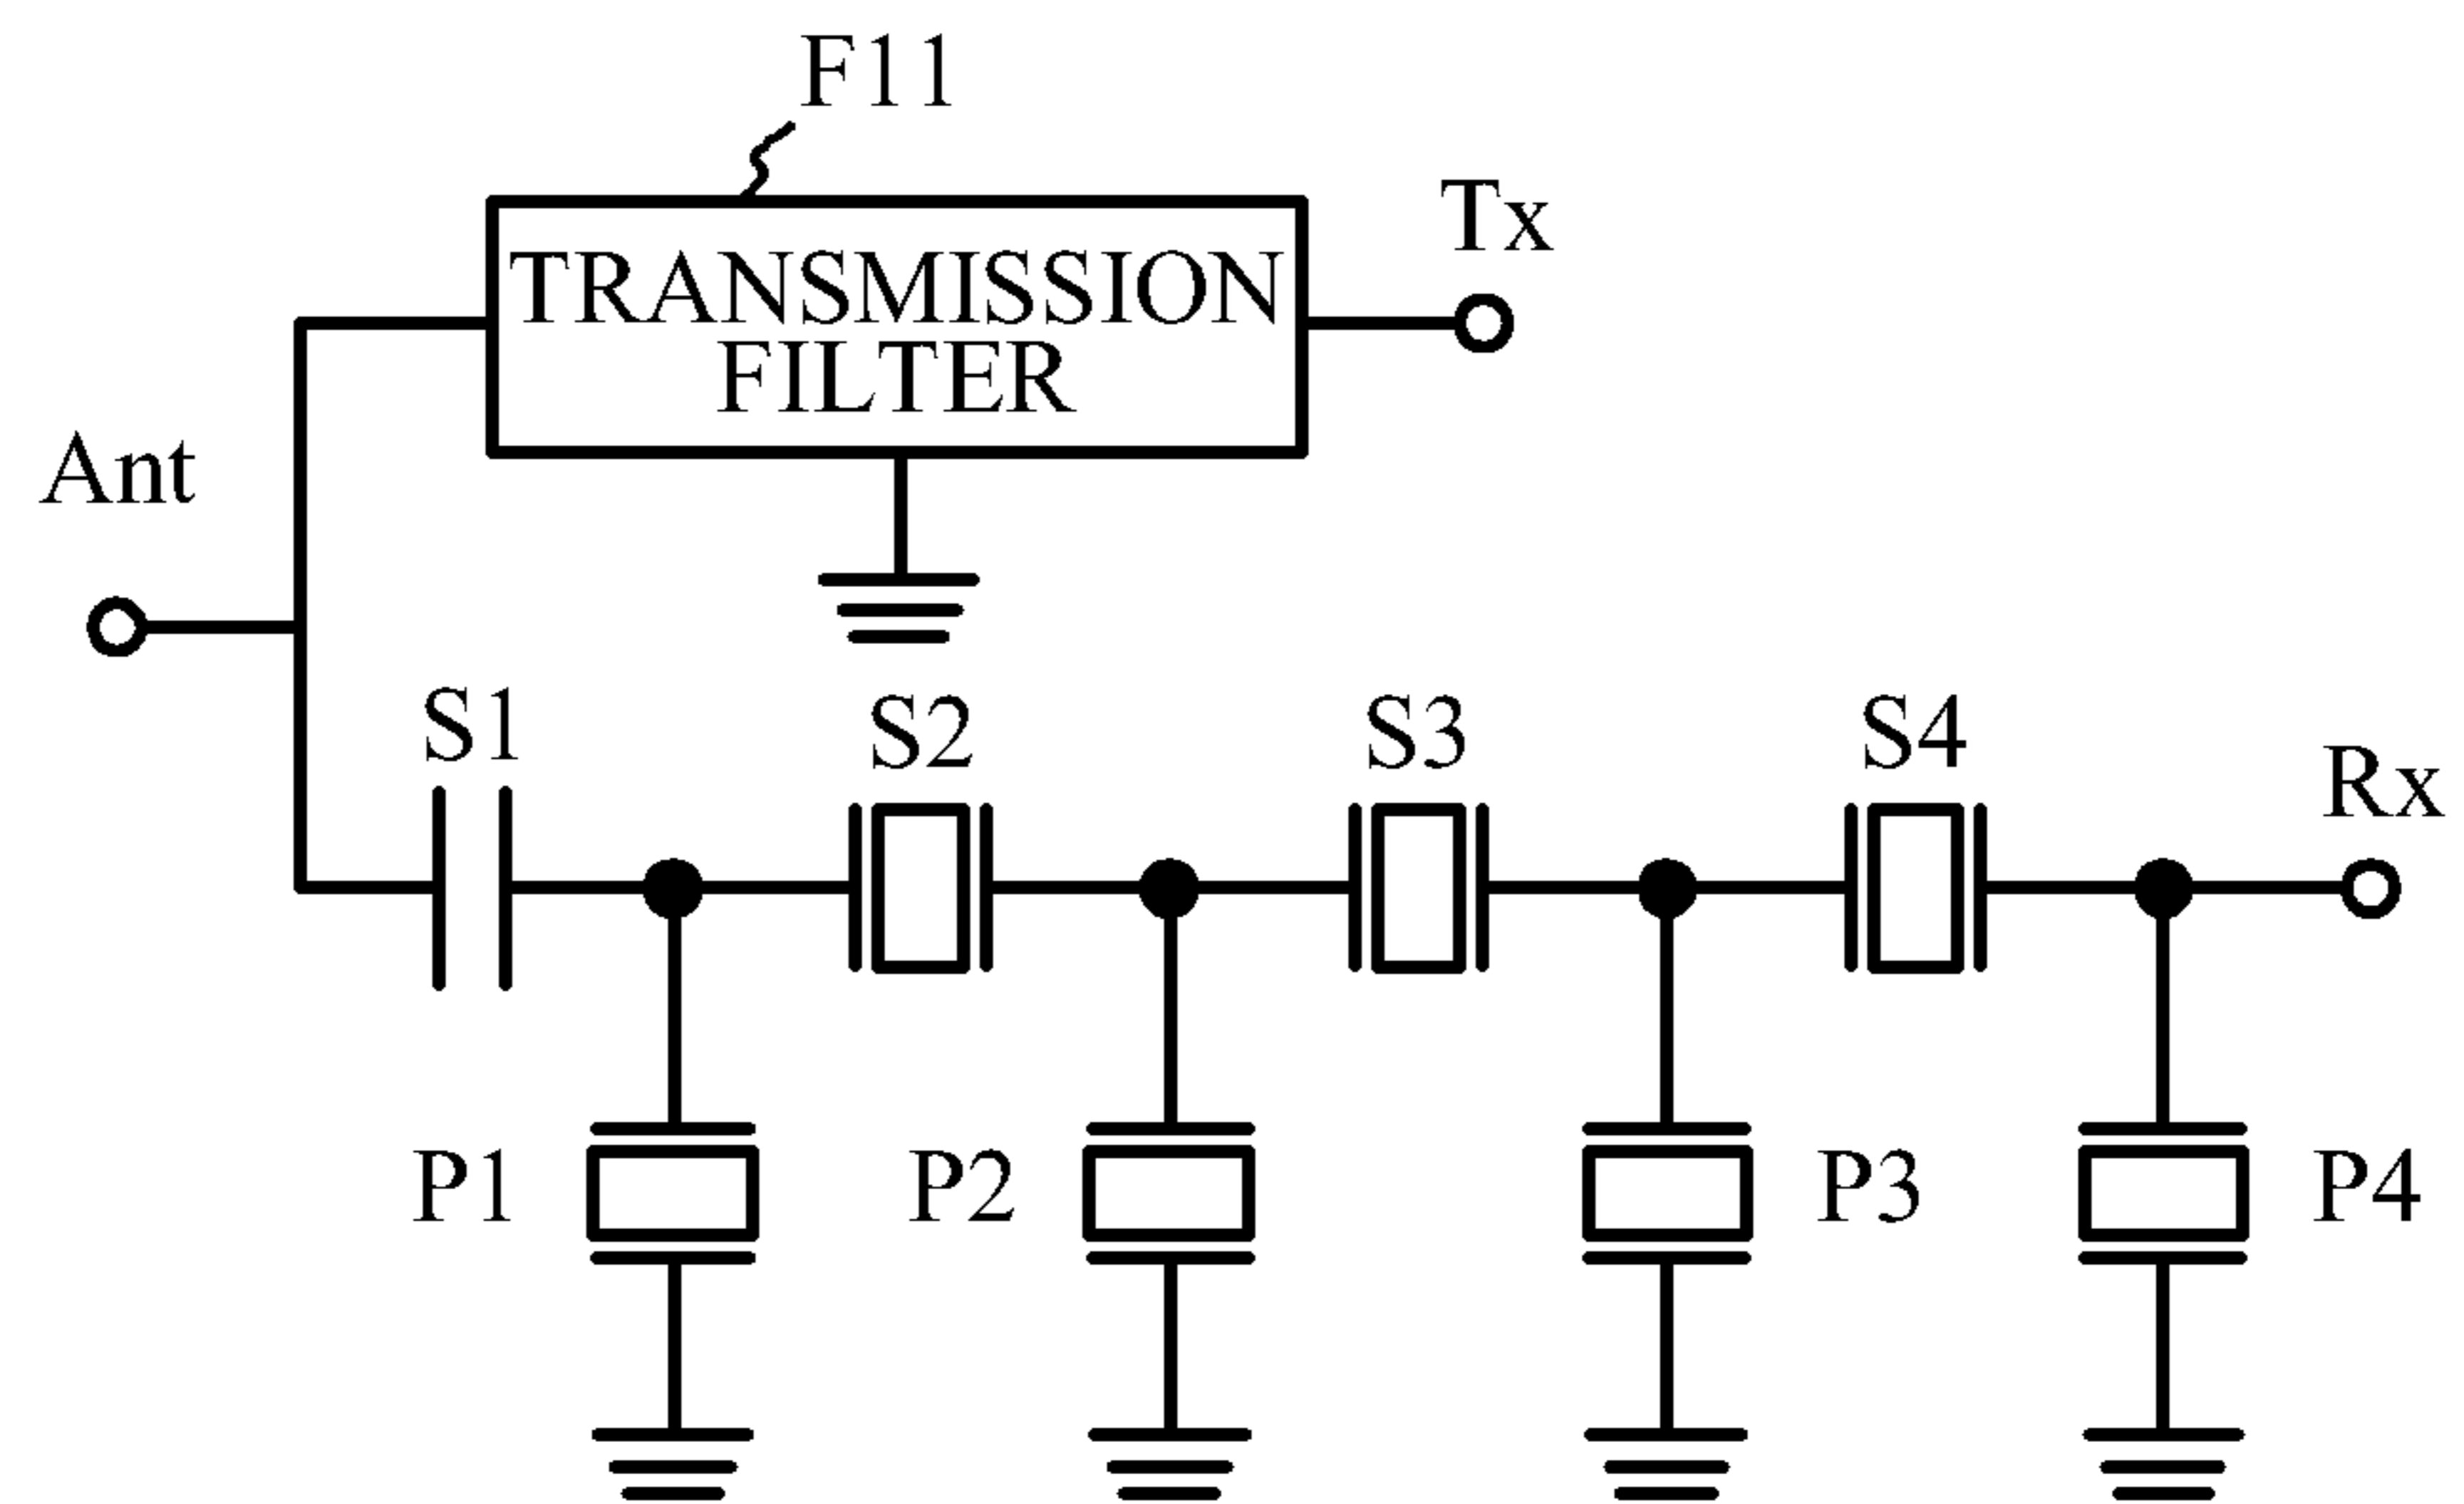 F11
Tx
TRANSMISSION
FILTER
Ant
S1
S2
S3
S4
Rx
P1
P2
P3
P4